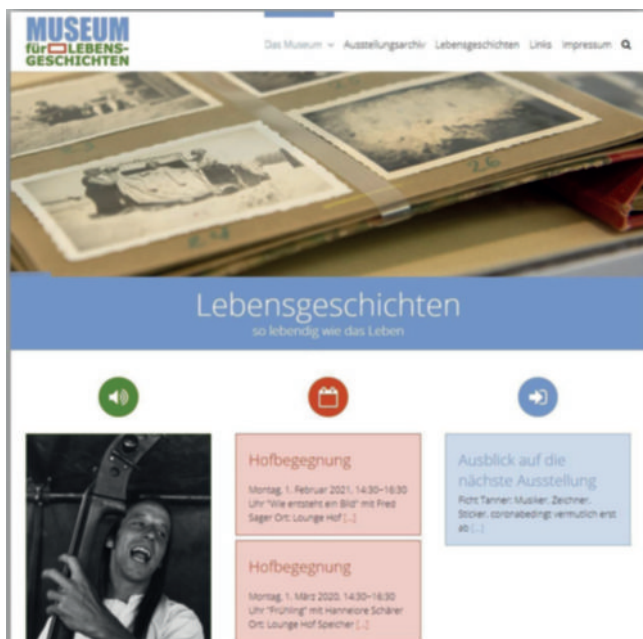 MUSEUM
für LEBENS-
GESCHICHTEN
Das Museum Ausstellungsarchiv Lebensgeschichten Links Impressum
26
27
Lebensgeschichten
so lebendig wie das Leben
Hofbegegnung
Montag, 1. Februar 2021, 14:30–16:30
Uhr "Wie entsteht ein Bild" mit Fred
Sager Ort: Lounge Hof [...]
Hofbegegnung
Montag, 1. März 2020, 14:30–16:30
Uhr "Frühling" mit Hannelore Schärer
Ort: Lounge Hof Speicher [...]
Ausblick auf die
nächste Ausstellung
Ficht Tanner: Musiker, Zeichner,
Sticker, coronabedingt vermutlich erst
ab [...]